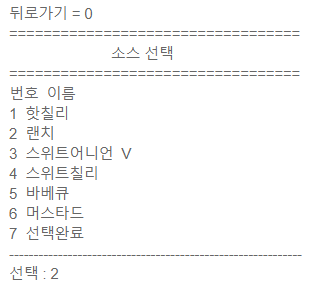 뒤로가기 = 0
==================================
소스 선택
==================================
번호 이름
1 핫칠리
2 랜치
3 스위트어니언 V
4 스위트칠리
5 바베큐
6 머스타드
7 선택완료
------------------------------------------------------------
선택 : 2